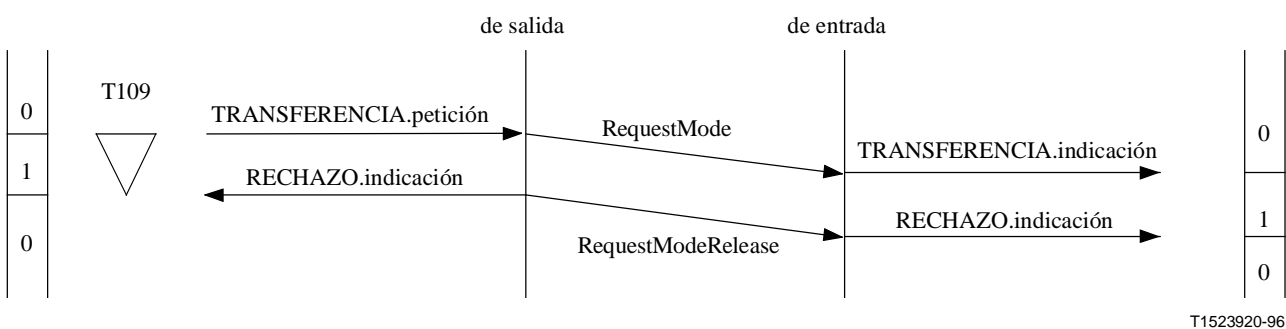 de salida de entrada
T109
0 TRANSFERENCIA.petición RequestMode 0
TRANSFERENCIA.indicación
1 RECHAZO.indicación
RECHAZO.indicación 1
0 RequestModeRelease
0
T1523920-96